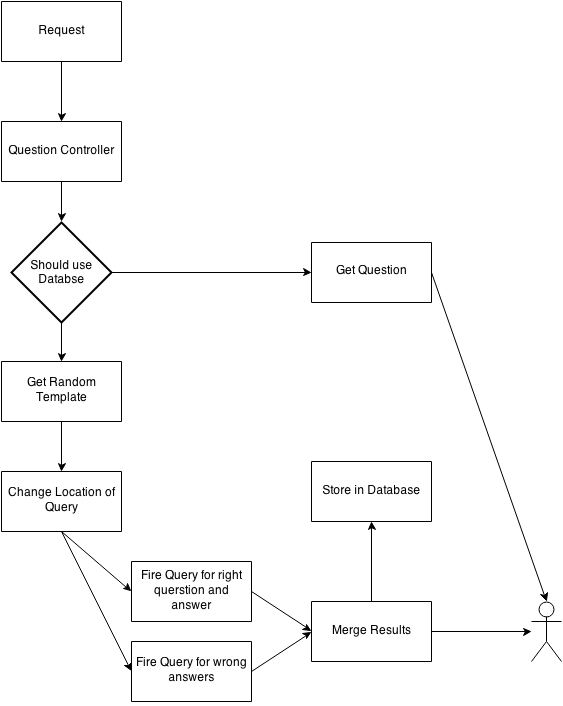 Request
Question Controller
Should use
Databse
Get Question
Get Random
Template
Change Location of
Query
Store in Database
Fire Query for right
querstion and
answer
Merge Results
Fire Query for wrong
answers